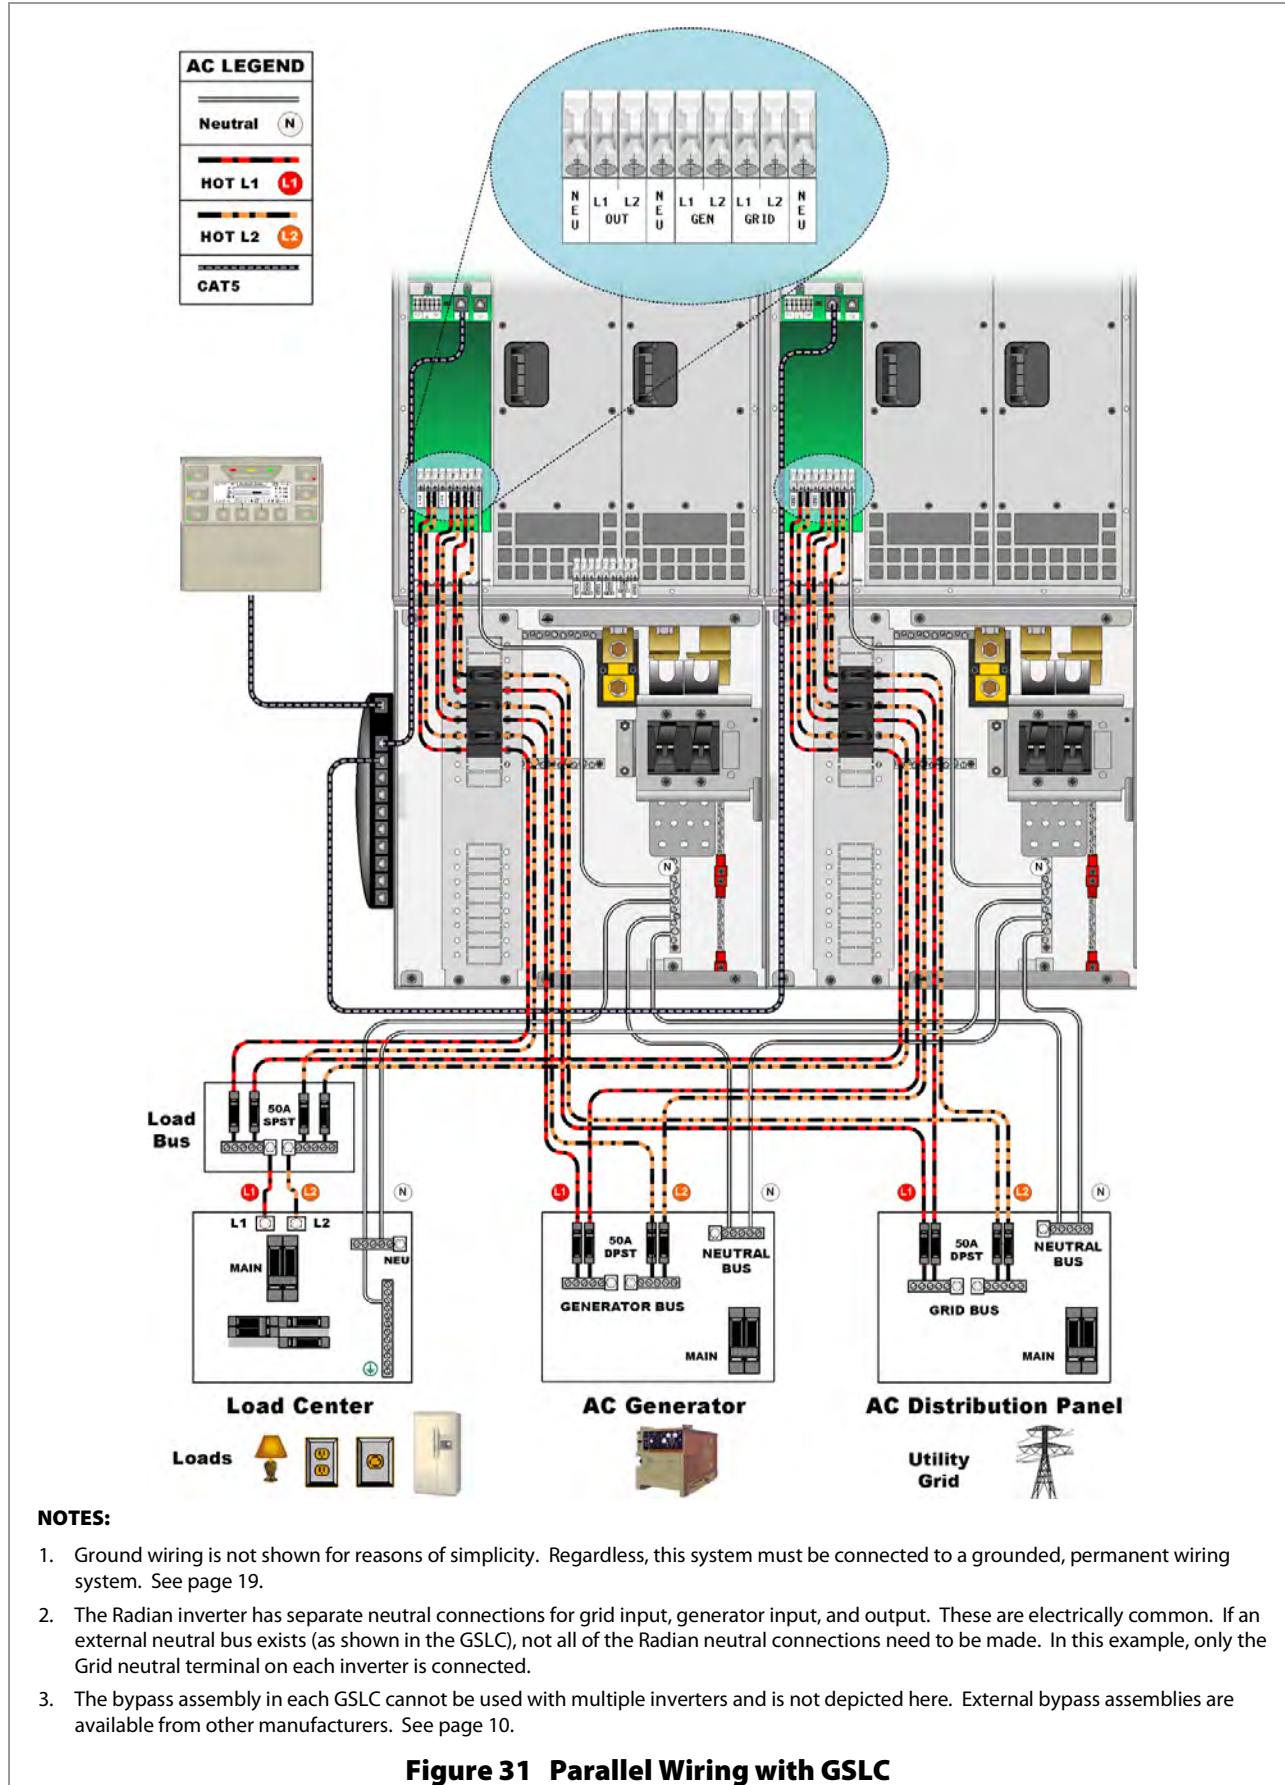 AC LEGEND
Neutral N
HOT L1 L1
HOT L2 L2
CAT5
NEU L1 L2 NEU L1 L2 L1 L2 NEU
OUT GEN GRID
N N
Load Bus
50A SPST
L1 L2 N L1 L2 N L1 L2 N
L1 L2
MAIN
NEU
50A DPST
NEUTRAL BUS
GENERATOR BUS
MAIN
50A DPST
NEUTRAL BUS
GRID BUS
MAIN
Load Center
AC Generator
AC Distribution Panel
Loads
Utility Grid
NOTES:
1. Ground wiring is not shown for reasons of simplicity. Regardless, this system must be connected to a grounded, permanent wiring
system. See page 19.
2. The Radian inverter has separate neutral connections for grid input, generator input, and output. These are electrically common. If an
external neutral bus exists (as shown in the GSLC), not all of the Radian neutral connections need to be made. In this example, only the
Grid neutral terminal on each inverter is connected.
3. The bypass assembly in each GSLC cannot be used with multiple inverters and is not depicted here. External bypass assemblies are
available from other manufacturers. See page 10.
Figure 31 Parallel Wiring with GSLC